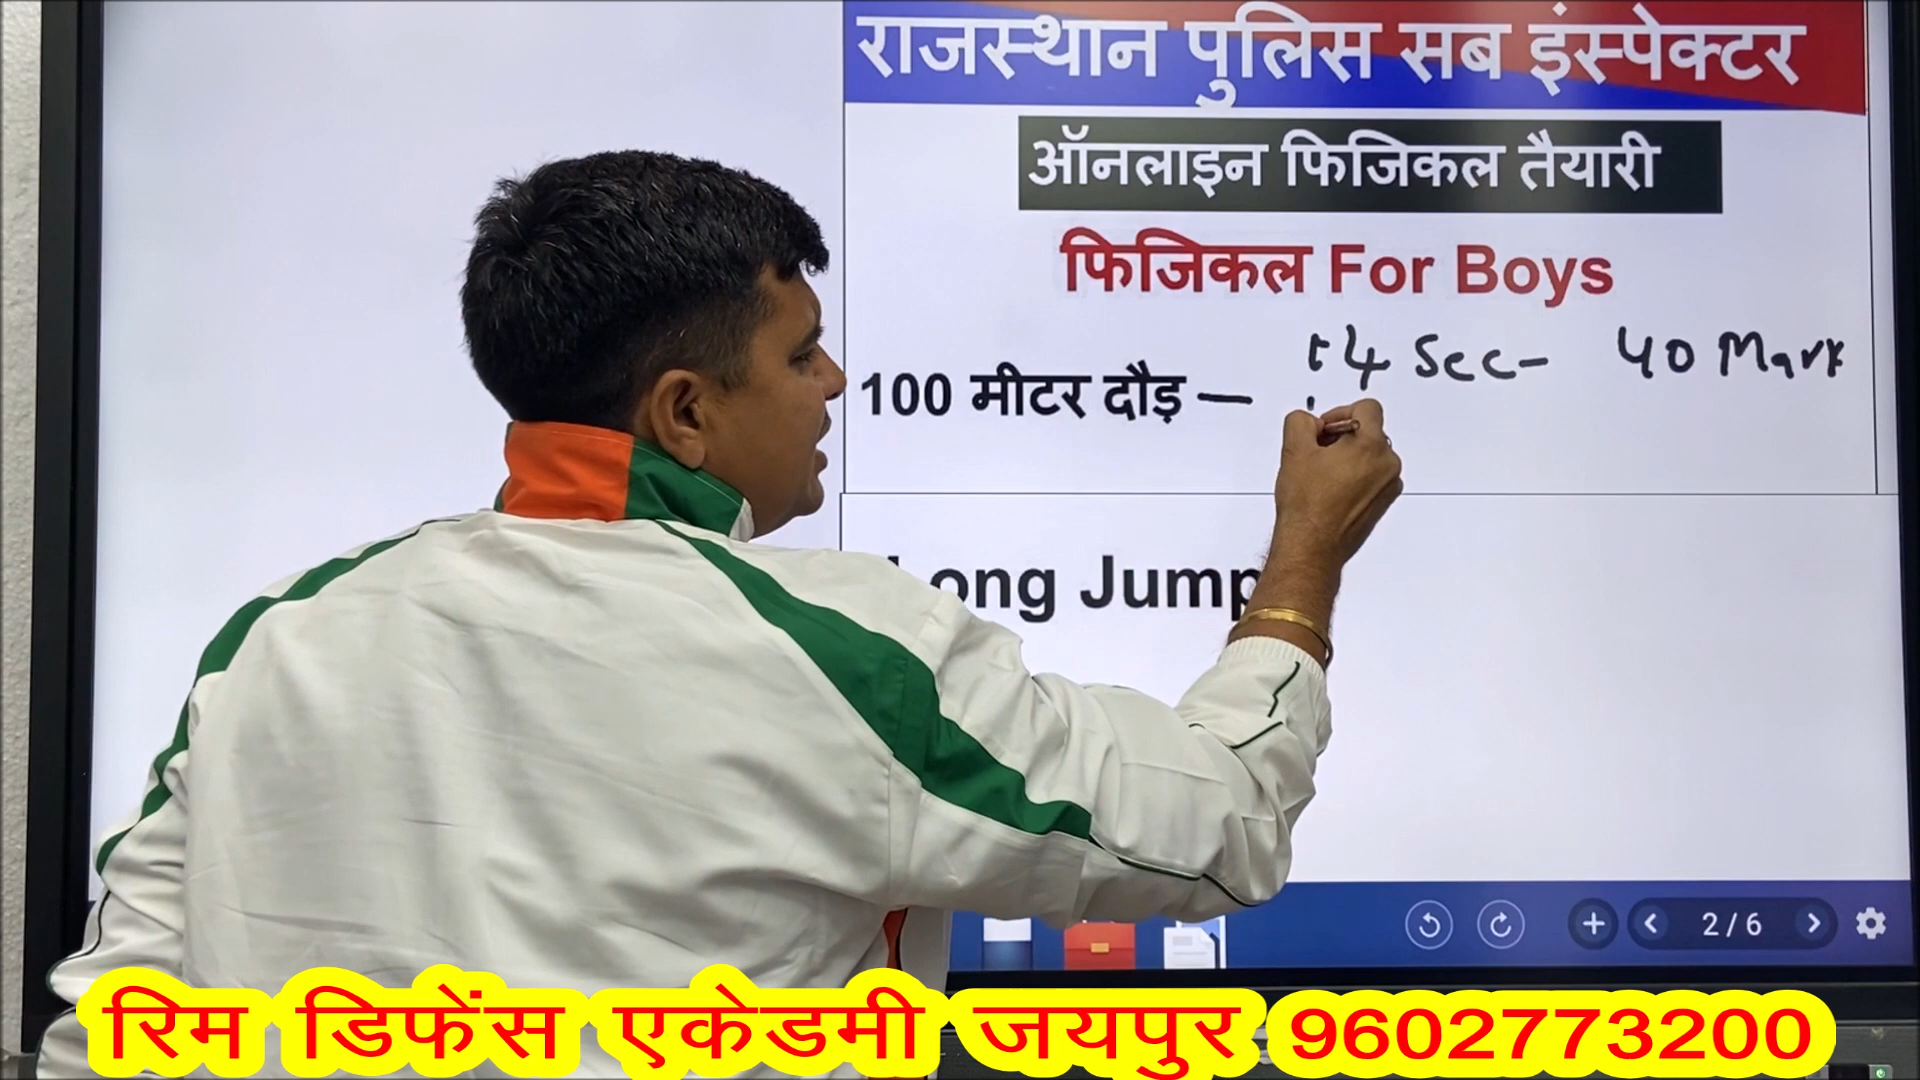 राजस्थान पुलिस सब इंस्पेक्टर
ऑनलाइन फिजिकल तैयारी
फिजिकल For Boys
14 Sec- 40 Mark
100 मीटर दौड़ —
Long Jump
2 / 6
रिम डिफेंस एकेडमी जयपुर 9602773200